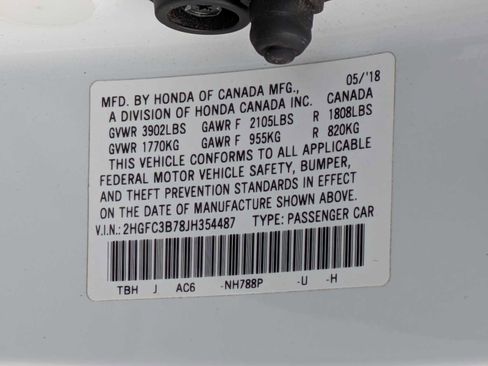 MFD. BY HONDA OF CANADA MFG., 05/'18
A DIVISION OF HONDA CANADA INC. CANADA
GVWR 3902LBS GAWR F 2105LBS R 1808LBS
GVWR 1770KG GAWR F 955KG R 820KG
THIS VEHICLE CONFORMS TO ALL APPLICABLE
FEDERAL MOTOR VEHICLE SAFETY, BUMPER,
AND THEFT PREVENTION STANDARDS IN EFFECT
ON THE DATE OF MANUFACTURE SHOWN ABOVE.
V.I.N.: 2HGFC3B78JH354487 TYPE: PASSENGER CAR
TBH J AC6 -NH788P -U -H